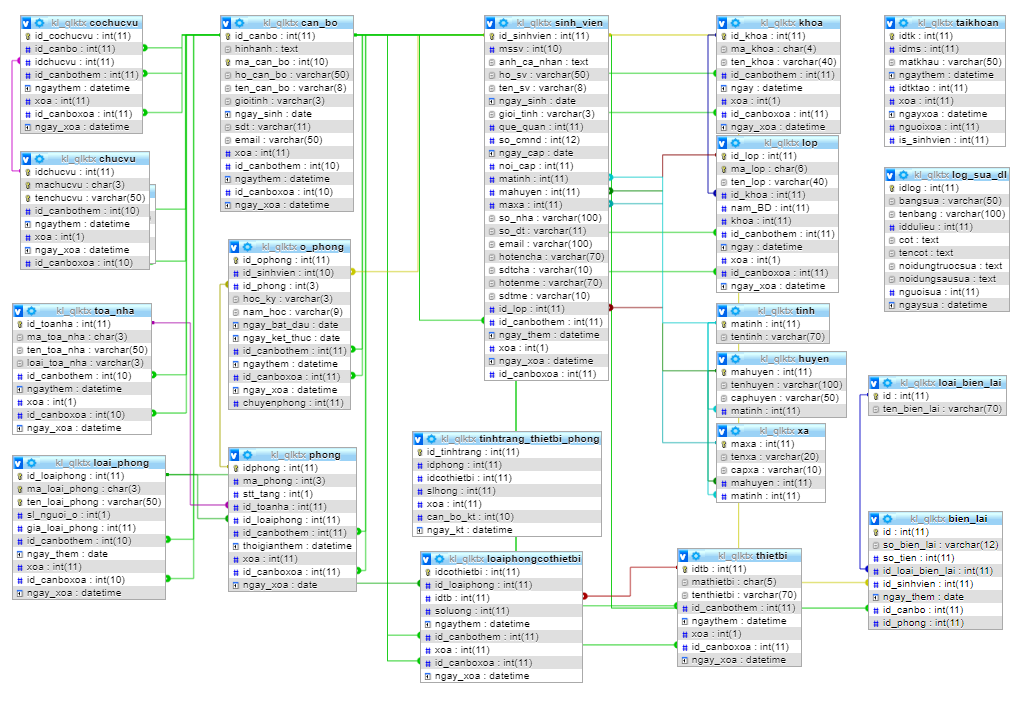 kl_qlktx cochucvu
id_cochucvu : int(11)
id_canbo : int(11)
idchucvu : int(11)
id_canbothem : int(11)
ngaythem : datetime
xoa : int(11)
id_canboxoa : int(11)
ngay_xoa : datetime
kl_qlktx chucvu
idchucvu : int(11)
machucvu : char(3)
tenchucvu : varchar(50)
id_canbothem : int(10)
ngaythem : datetime
xoa : int(1)
ngay_xoa : datetime
id_canboxoa : int(10)
kl_qlktx toa_nha
id_toanha : int(11)
ma_toa_nha : char(3)
ten_toa_nha : varchar(50)
loai_toa_nha : varchar(3)
id_canbothem : int(10)
ngaythem : datetime
xoa : int(1)
id_canboxoa : int(10)
ngay_xoa : datetime
kl_qlktx loai_phong
id_loaiphong : int(11)
ma_loai_phong : char(3)
ten_loai_phong : varchar(50)
sl_nguoi_o : int(1)
gia_loai_phong : int(11)
id_canbothem : int(10)
ngay_them : date
xoa : int(11)
id_canboxoa : int(10)
ngay_xoa : datetime
kl_qlktx can_bo
id_canbo : int(11)
hinhanh : text
ma_can_bo : int(10)
ho_can_bo : varchar(50)
ten_can_bo : varchar(8)
gioitinh : varchar(3)
ngay_sinh : date
sdt : varchar(11)
email : varchar(50)
xoa : int(11)
id_canbothem : int(10)
ngaythem : datetime
id_canboxoa : int(10)
ngay_xoa : datetime
kl_qlktx o_phong
id_ophong : int(11)
id_sinhvien : int(10)
id_phong : int(3)
hoc_ky : varchar(3)
nam_hoc : varchar(9)
ngay_bat_dau : date
ngay_ket_thuc : date
id_canbothem : int(11)
ngaythem : datetime
id_canboxoa : int(11)
ngay_xoa : datetime
chuyenphong : int(11)
kl_qlktx phong
idphong : int(11)
ma_phong : int(3)
stt_tang : int(1)
id_toanha : int(11)
id_loaiphong : int(11)
id_canbothem : int(11)
thoigianthem : datetime
xoa : int(11)
id_canboxoa : int(11)
ngay_xoa : date
kl_qlktx sinh_vien
id_sinhvien : int(11)
mssv : int(10)
anh_ca_nhan : text
ho_sv : varchar(50)
ten_sv : varchar(8)
ngay_sinh : date
gioi_tinh : varchar(3)
que_quan : int(11)
so_cmnd : int(12)
ngay_cap : date
noi_cap : int(11)
matinh : int(11)
mahuyen : int(11)
maxa : int(11)
so_nha : varchar(100)
so_dt : varchar(11)
email : varchar(100)
hotencha : varchar(70)
sdtcha : varchar(10)
hotenme : varchar(70)
sdtme : varchar(10)
id_lop : int(11)
id_canbothem : int(11)
ngay_them : datetime
xoa : int(1)
ngay_xoa : datetime
id_canboxoa : int(11)
kl_qlktx tinhtrang_thietbi_phong
id_tinhtrang : int(11)
idphong : int(11)
idcothietbi : int(11)
slhong : int(11)
xoa : int(11)
can_bo_kt : int(10)
ngay_kt : datetime
kl_qlktx loaiphongcothietbi
idcothietbi : int(11)
id_loaiphong : int(11)
idtb : int(11)
soluong : int(11)
ngaythem : datetime
id_canbothem : int(11)
xoa : int(11)
id_canboxoa : int(11)
ngay_xoa : datetime
kl_qlktx khoa
id_khoa : int(11)
ma_khoa : char(4)
ten_khoa : varchar(40)
id_canbothem : int(11)
ngay : datetime
xoa : int(1)
id_canboxoa : int(11)
ngay_xoa : datetime
kl_qlktx lop
id_lop : int(11)
ma_lop : char(6)
ten_lop : varchar(40)
id_khoa : int(11)
nam_BD : int(11)
khoa : int(11)
id_canbothem : int(11)
ngay : datetime
xoa : int(1)
id_canboxoa : int(11)
ngay_xoa : datetime
kl_qlktx tinh
matinh : int(11)
tentinh : varchar(70)
kl_qlktx huyen
mahuyen : int(11)
tenhuyen : varchar(100)
caphuyen : varchar(50)
matinh : int(11)
kl_qlktx xa
maxa : int(11)
tenxa : varchar(20)
capxa : varchar(10)
mahuyen : int(11)
matinh : int(11)
kl_qlktx thietbi
idtb : int(11)
mathietbi : char(5)
tenthietbi : varchar(70)
id_canbothem : int(11)
ngaythem : datetime
xoa : int(1)
id_canboxoa : int(11)
ngay_xoa : datetime
kl_qlktx taikhoan
idtk : int(11)
idms : int(11)
matkhau : varchar(50)
ngaythem : datetime
idtktao : int(11)
xoa : int(11)
ngayxoa : datetime
nguoixoa : int(11)
is_sinhvien : int(11)
kl_qlktx log_sua_dl
idlog : int(11)
bangsua : varchar(50)
tenbang : varchar(100)
iddulieu : int(11)
cot : text
tencot : text
noidungtruocsua : text
noidungsausua : text
nguoisua : int(11)
ngaysua : datetime
kl_qlktx loai_bien_lai
id : int(11)
ten_bien_lai : varchar(70)
kl_qlktx bien_lai
id : int(11)
so_bien_lai : varchar(12)
so_tien : int(11)
id_loai_bien_lai : int(11)
id_sinhvien : int(11)
ngay_them : date
id_canbo : int(11)
id_phong : int(11)